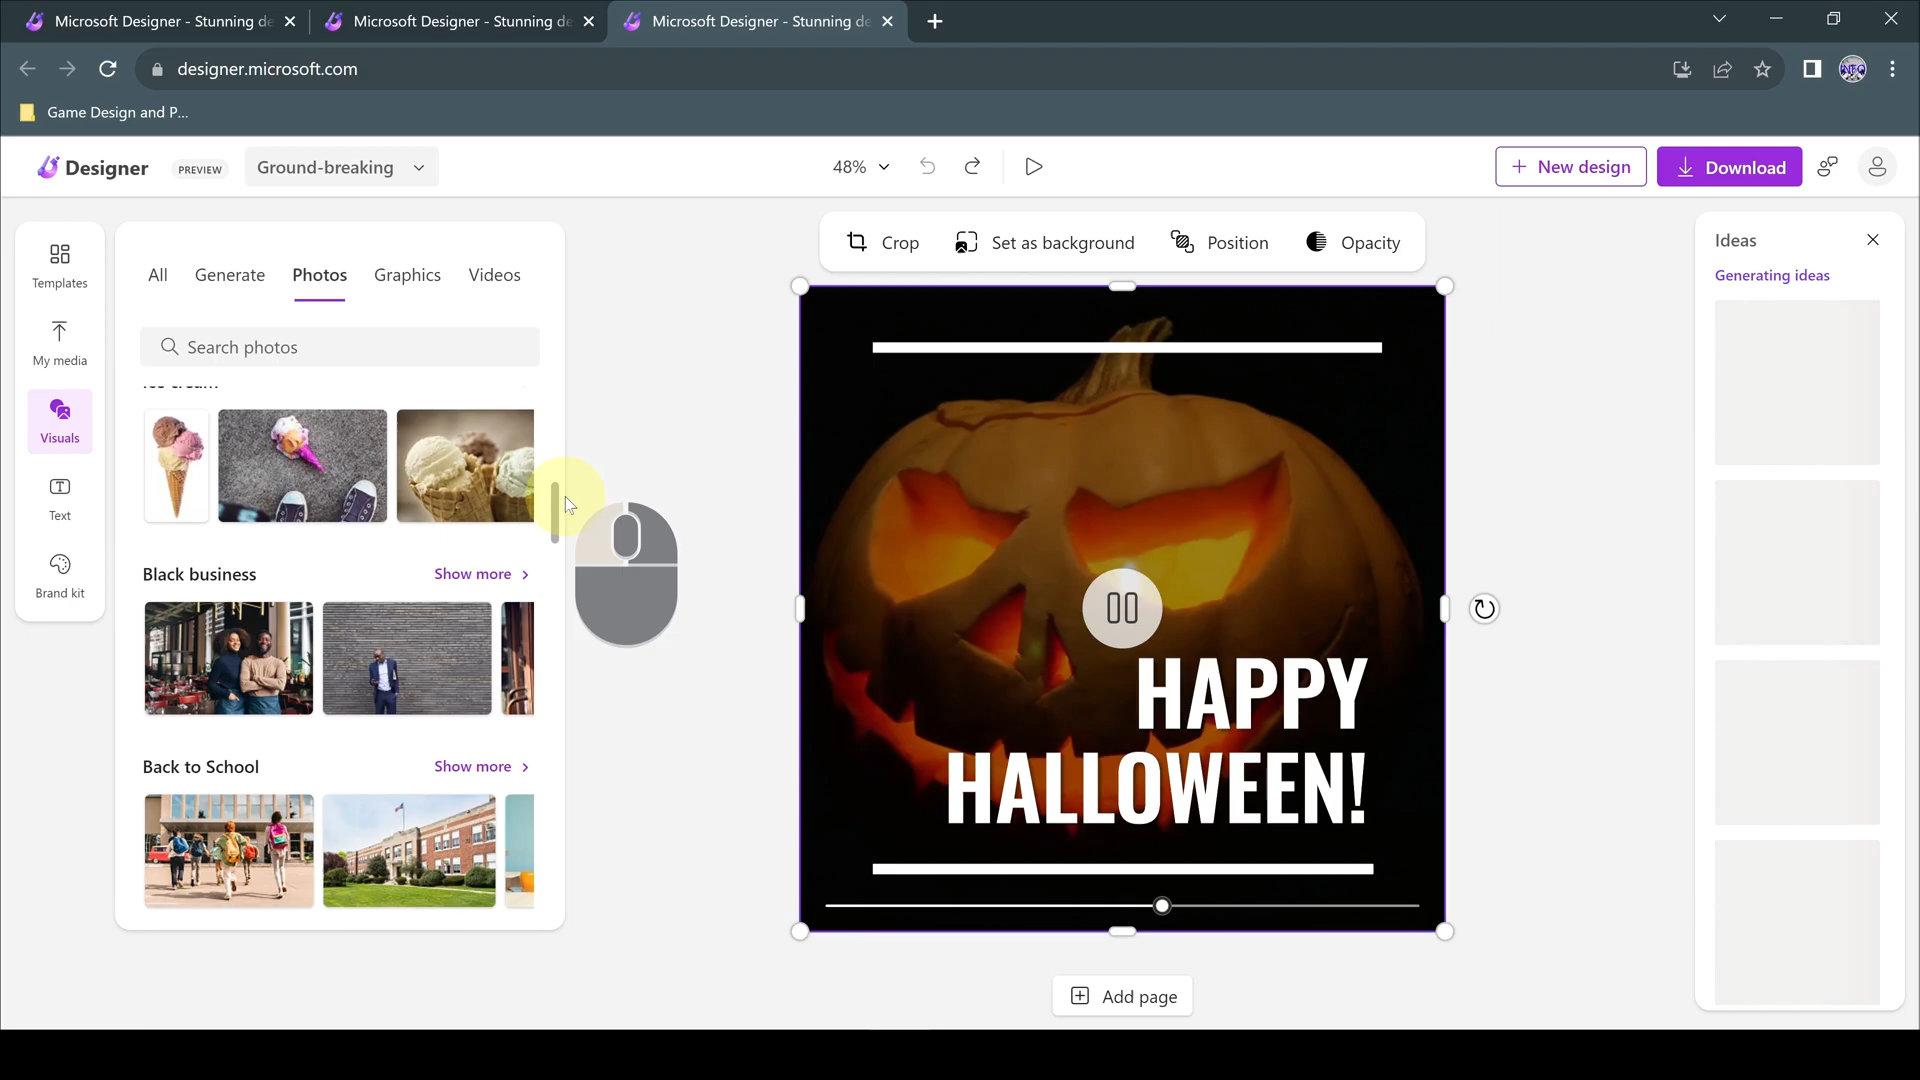 Microsoft Designer - Stunning de
Microsoft Designer - Stunning de
Microsoft Designer - Stunning de
designer.microsoft.com
Game Design and P...
Designer
PREVIEW
Ground-breaking
48%
New design
Download
Templates
My media
Visuals
Text
Brand kit
All
Generate
Photos
Graphics
Videos
Search photos
Ice cream
Black business
Show more
Back to School
Show more
Crop
Set as background
Position
Opacity
HAPPY
HALLOWEEN!
Add page
Ideas
Generating ideas